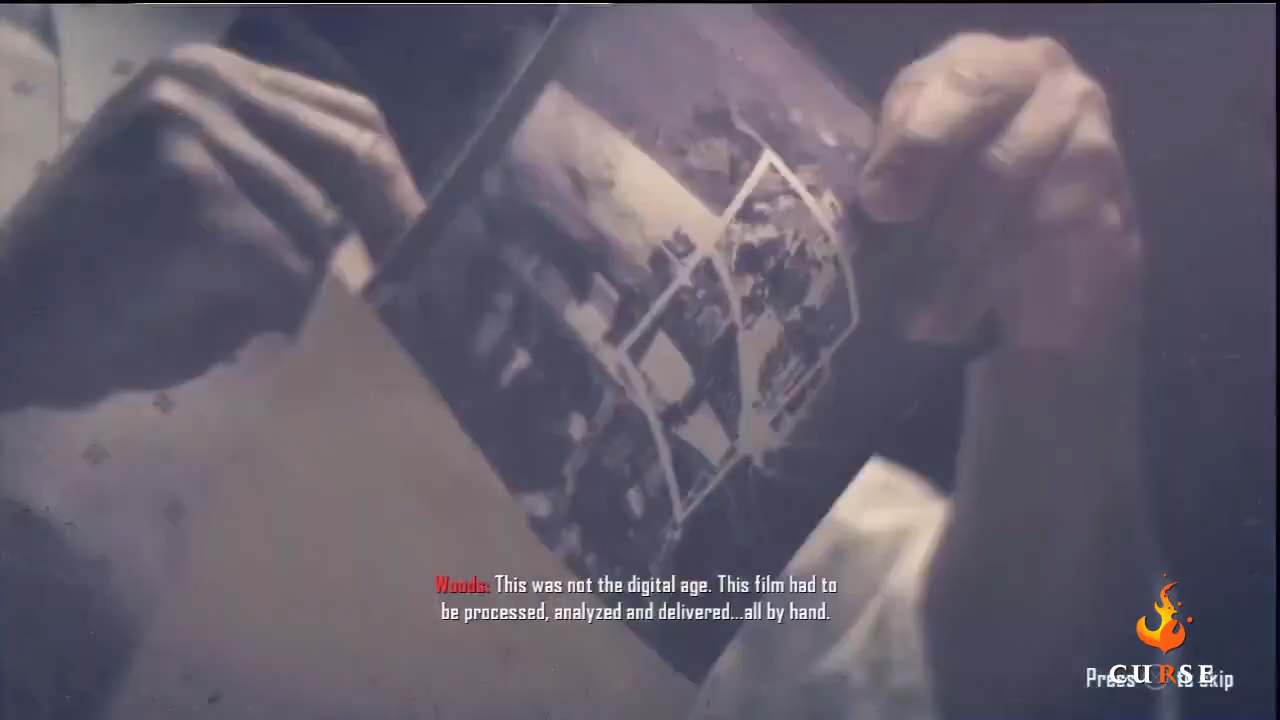 Woods: This was not the digital age. This film had to
be processed, analyzed and delivered...all by hand.
CURSE
Press to skip